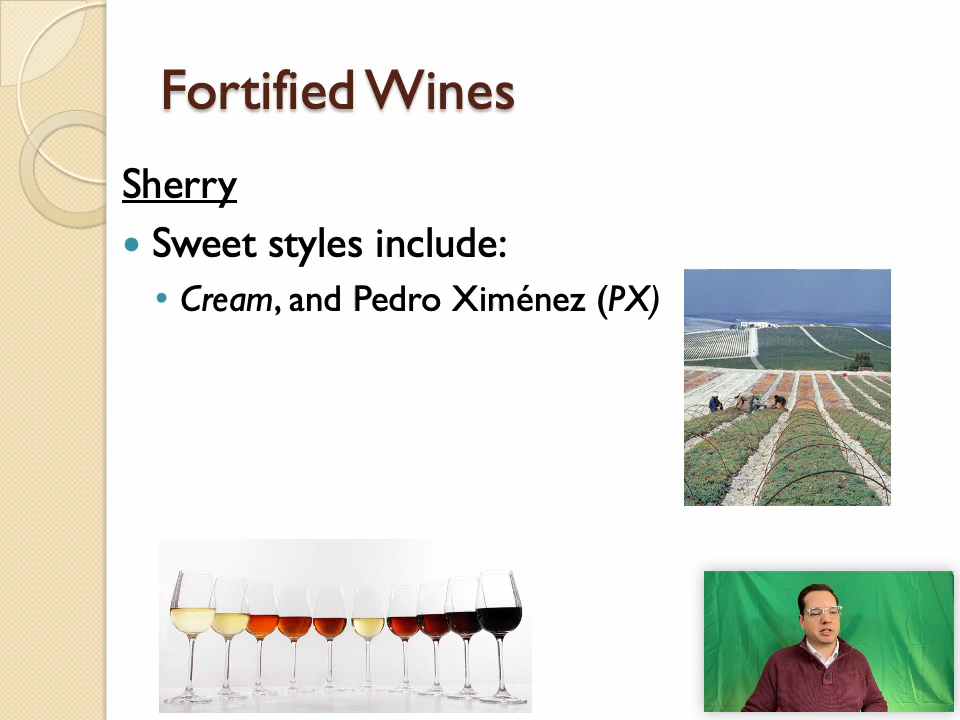 Fortified Wines
Sherry
Sweet styles include:
Cream, and Pedro Ximénez (PX)